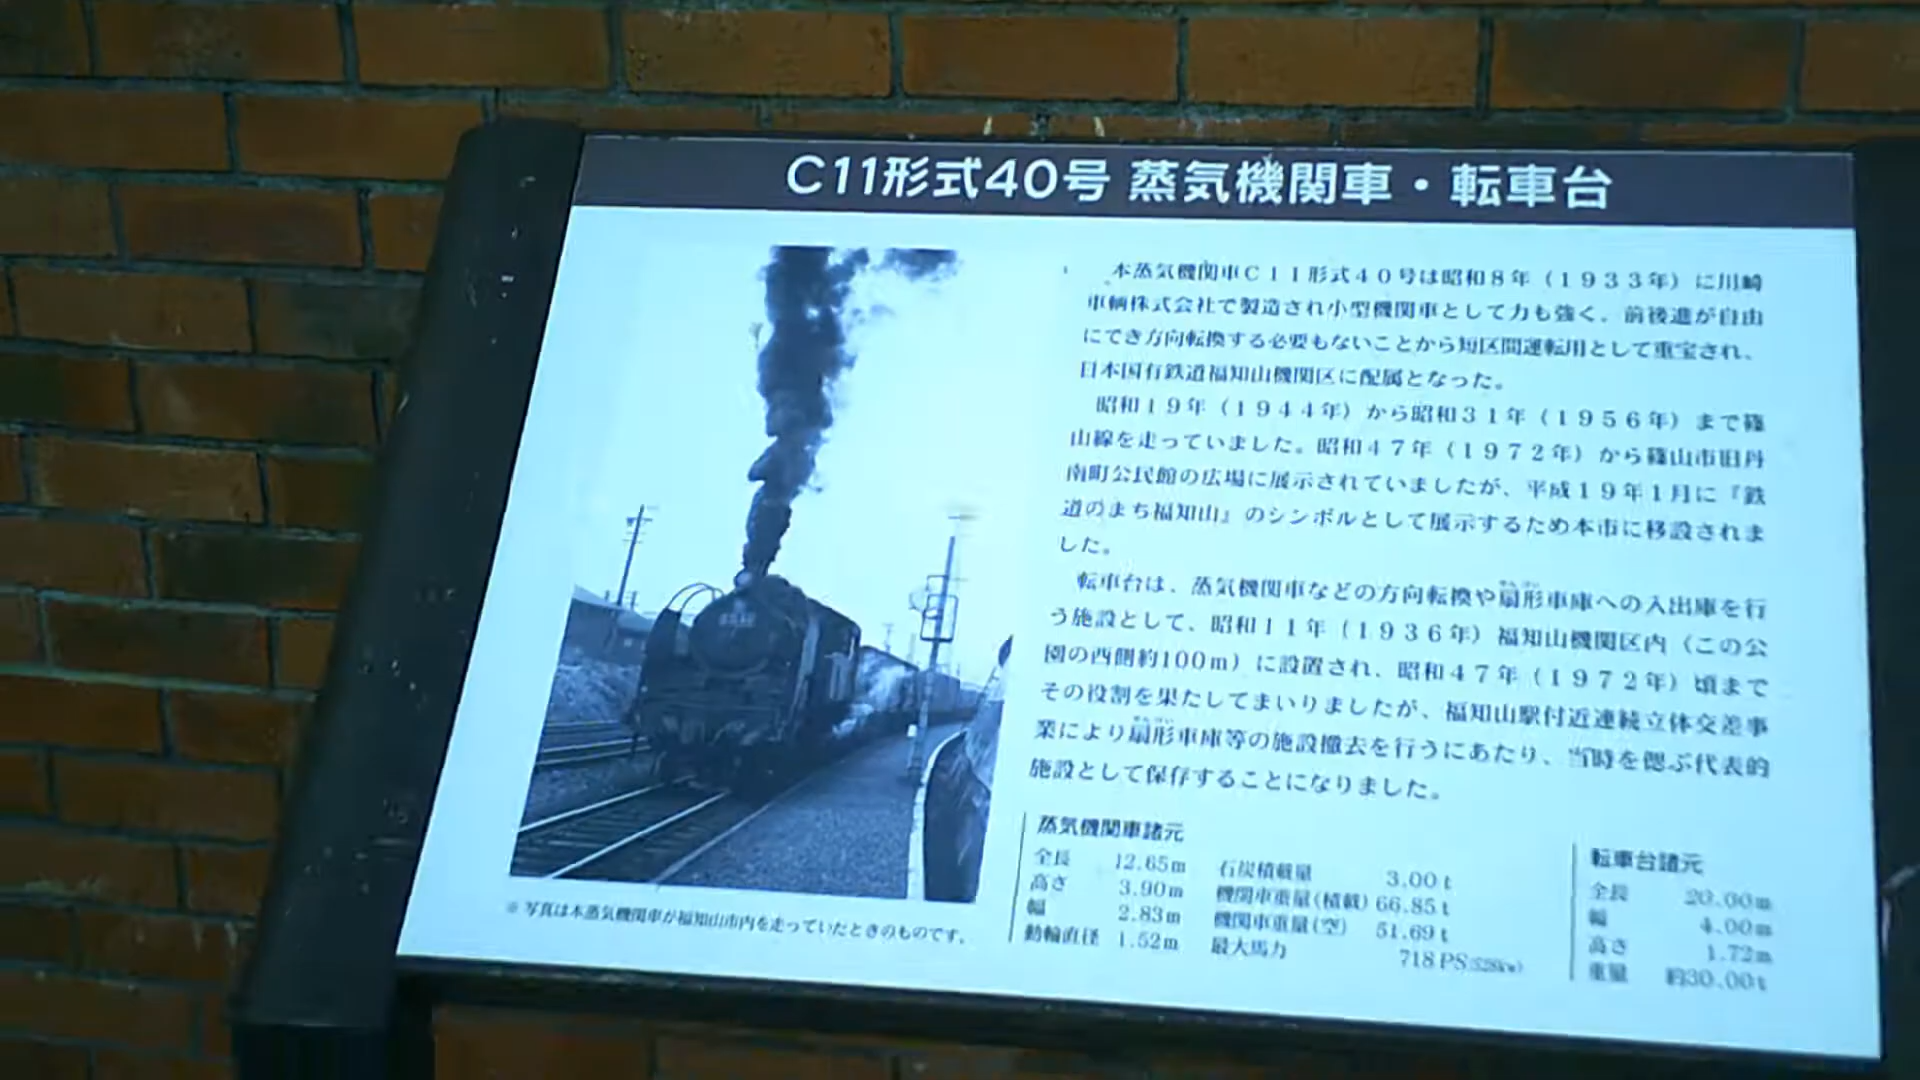 C11形式40号 蒸気機関車・転車台
本蒸気機関車C11形式40号は昭和8年(1933年)に川崎
車輌株式会社で製造され小型機関車として力も強く、前後進が自由
にでき方向転換する必要もないことから短区間運転用として重宝され、
日本国有鉄道福知山機関区に配属となった。
昭和19年(1944年)から昭和31年(1956年)まで篠
山線を走っていました。昭和47年(1972年)から篠山市旧丹
南町公民館の広場に展示されていましたが、平成19年1月に『鉄
道のまち福知山』のシンボルとして展示するため本市に移設されま
した。
転車台は、蒸気機関車などの方向転換や扇形車庫への入出庫を行
う施設として、昭和11年(1936年)福知山機関区内(この公
園の西側約100m)に設置され、昭和47年(1972年)頃まで
その役割を果たしてまいりましたが、福知山駅付近連続立体交差事
業により扇形車庫等の施設撤去を行うにあたり、当時を偲ぶ代表的
施設として保存することになりました。
※写真は本蒸気機関車が福知山市内を走っていたときのものです。
蒸気機関車諸元
全長 12.65m 石炭積載量 3.00t
高さ 3.90m 機関車重量(積載) 66.85t
幅 2.83m 機関車重量(空) 51.69t
動輪直径 1.52m 最大馬力 718PS(528kw)
転車台諸元
全長 20.00m
幅 4.00m
高さ 1.72m
重量 約30.00t